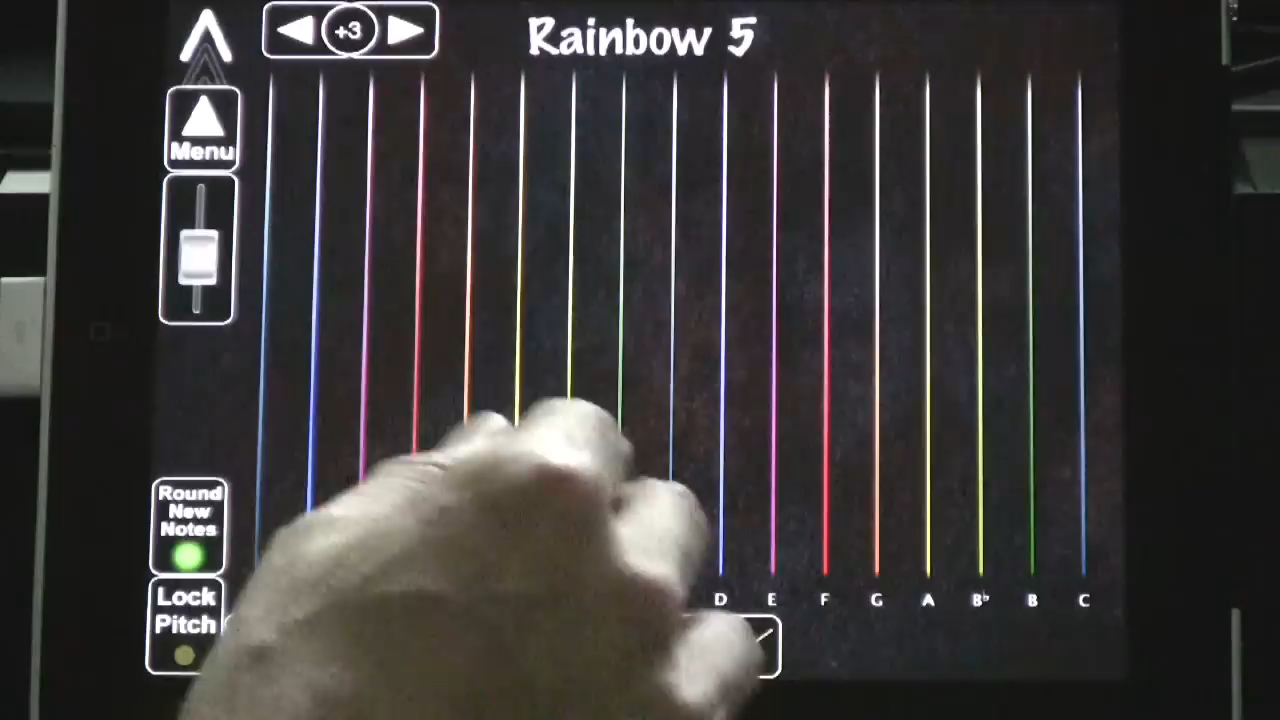 +3
Rainbow 5
Menu
Round
New
Notes
Lock
Pitch
D E F G A B♭ B C